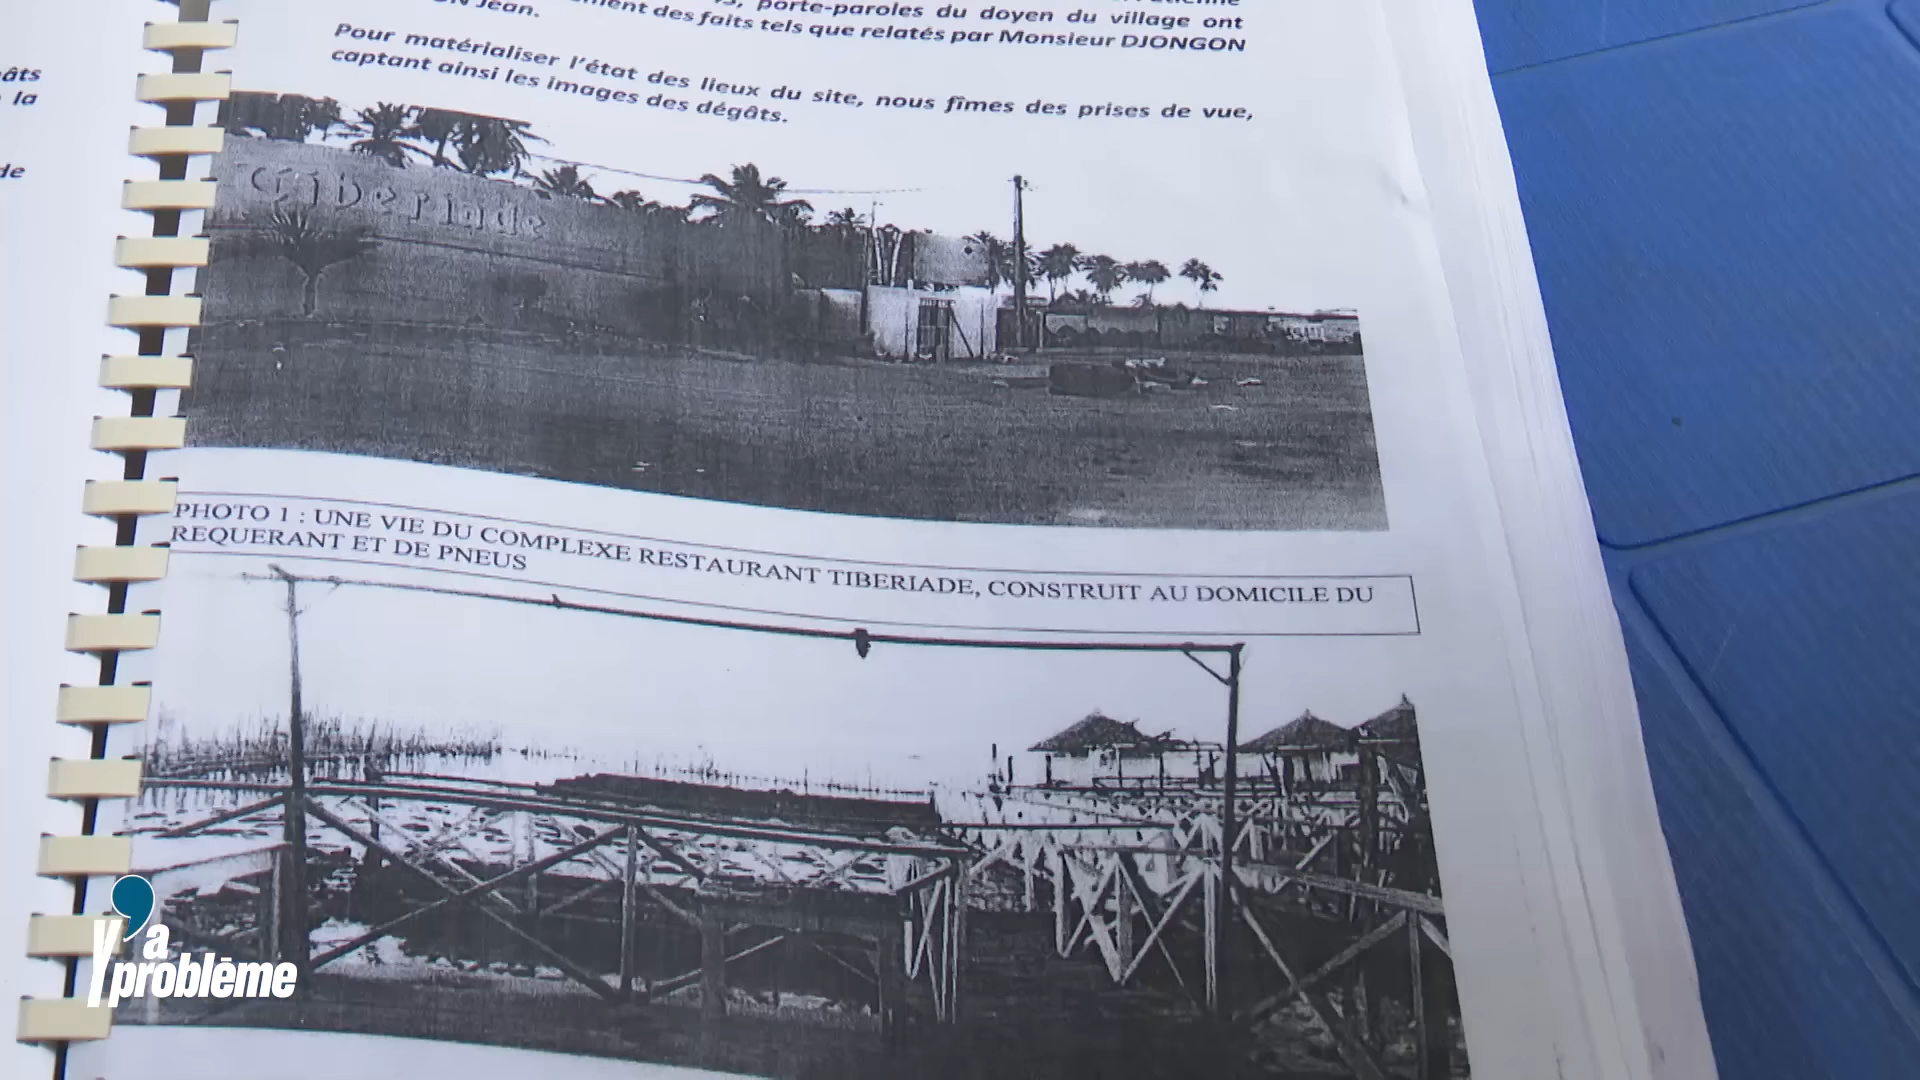 porte-paroles du doyen du village ont
Jean.
des faits tels que relatés par Monsieur DJONGON
Pour matérialiser l'état des lieux du site, nous fîmes des prises de vue,
captant ainsi les images des dégâts.
la
de
Tiberiade
PHOTO 1 : UNE VIE DU COMPLEXE RESTAURANT TIBERIADE, CONSTRUIT AU DOMICILE DU
REQUERANT ET DE PNEUS
Y'a
problème